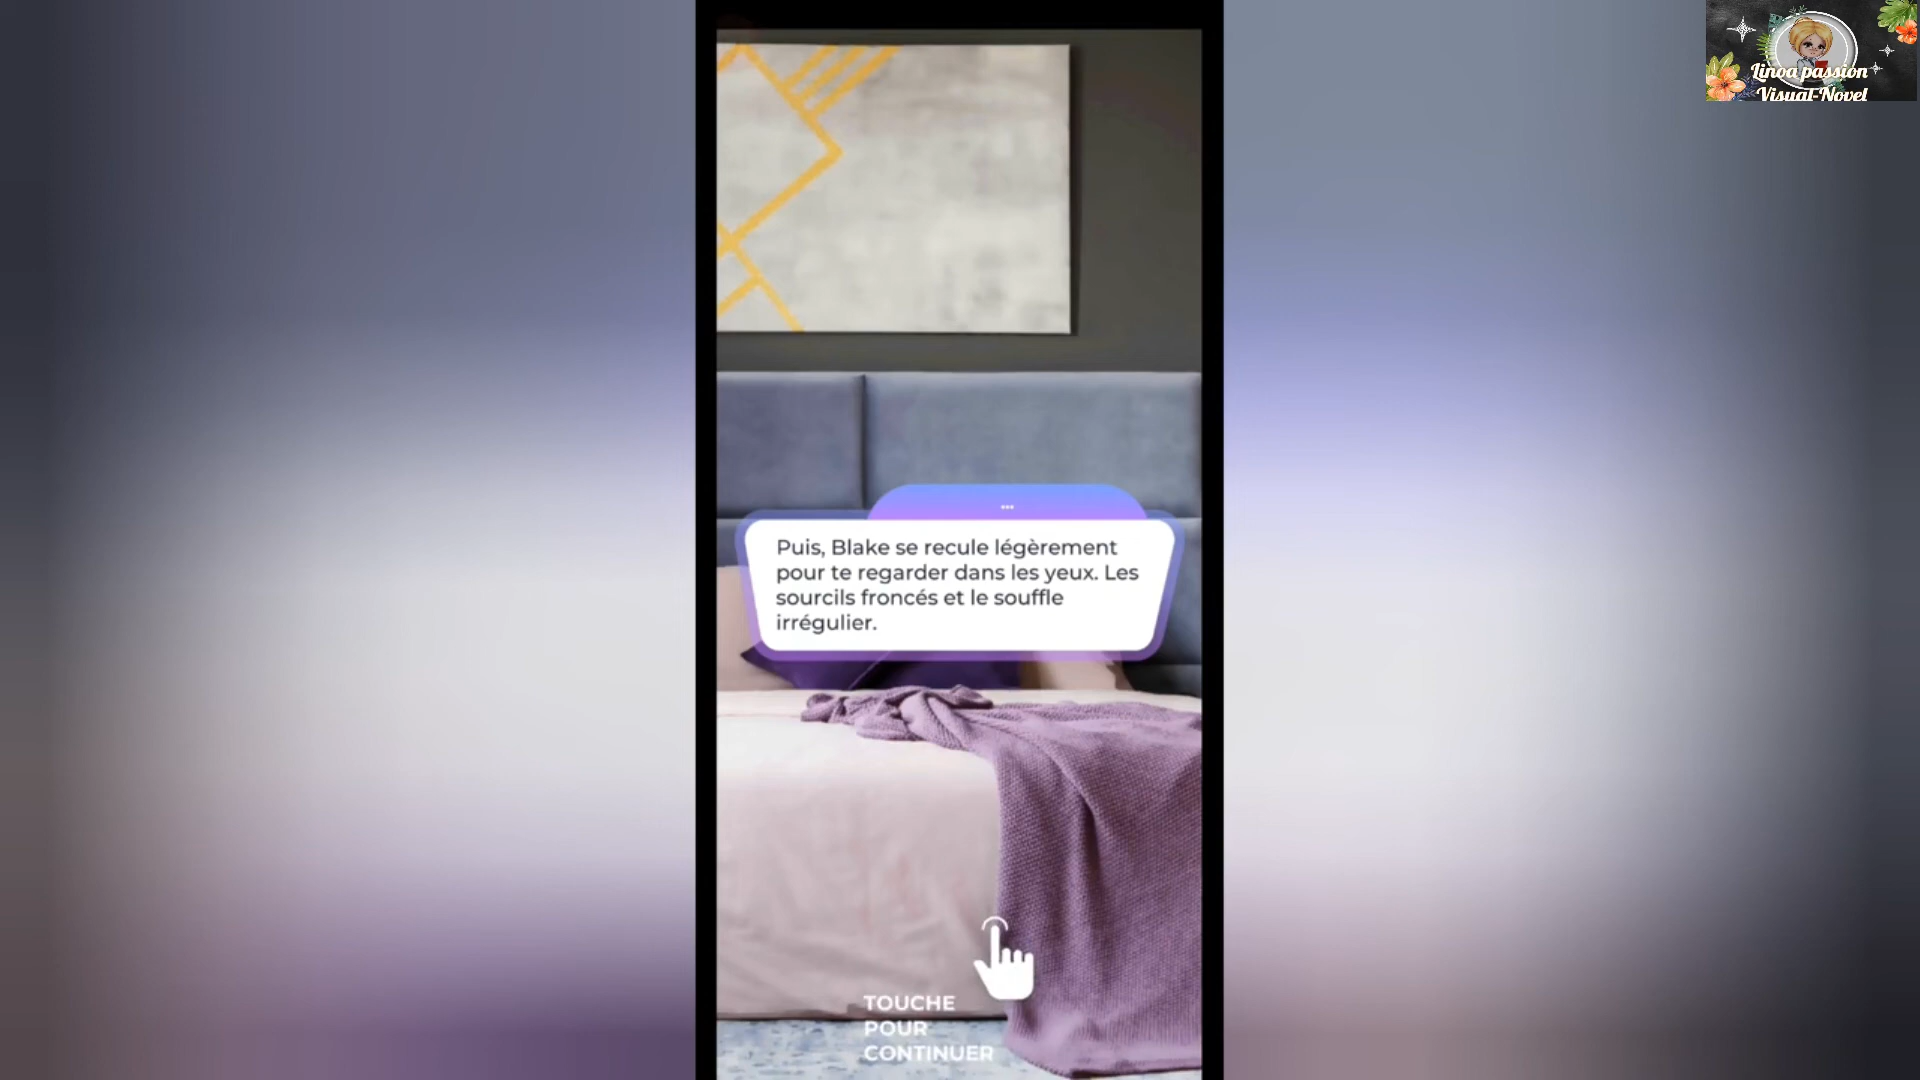 Linoa passion
Visual-Novel
...
Puis, Blake se recule légèrement
pour te regarder dans les yeux. Les
sourcils froncés et le souffle
irrégulier.
TOUCHE
POUR
CONTINUER